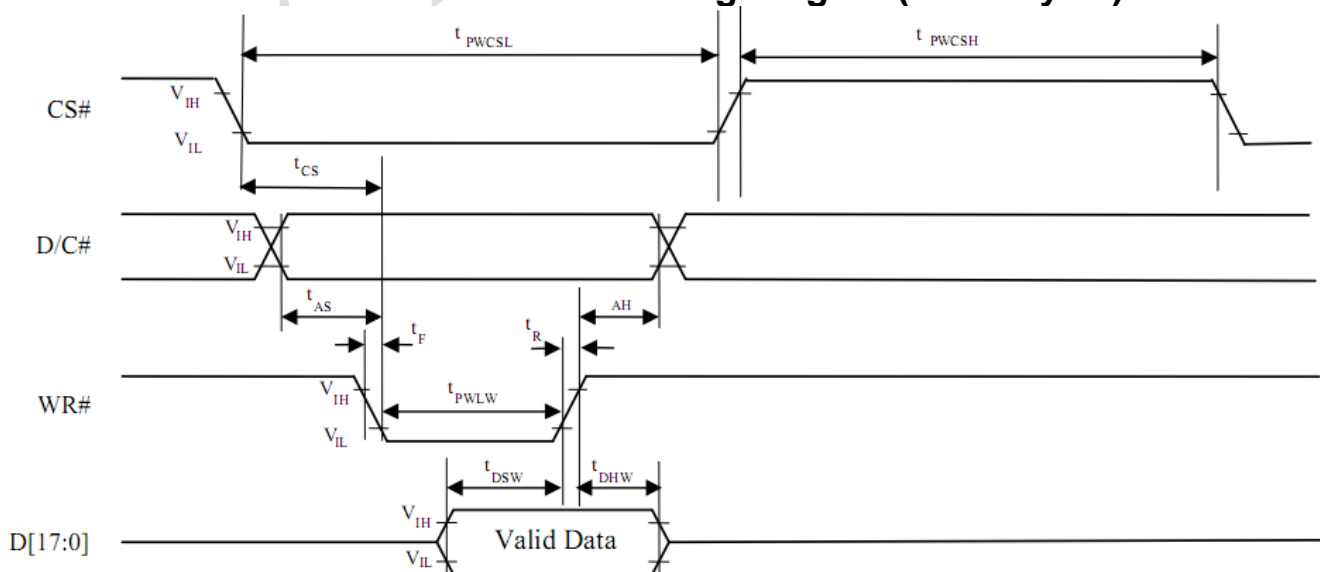 t PWCSL
t PWCSH
CS#
V IH
V IL
t CS
D/C#
V IH
V IL
t AS
AH
t F
t R
WR#
V IH
V IL
t PWLW
t DSW
t DHW
D[17:0]
V IH
V IL
Valid Data